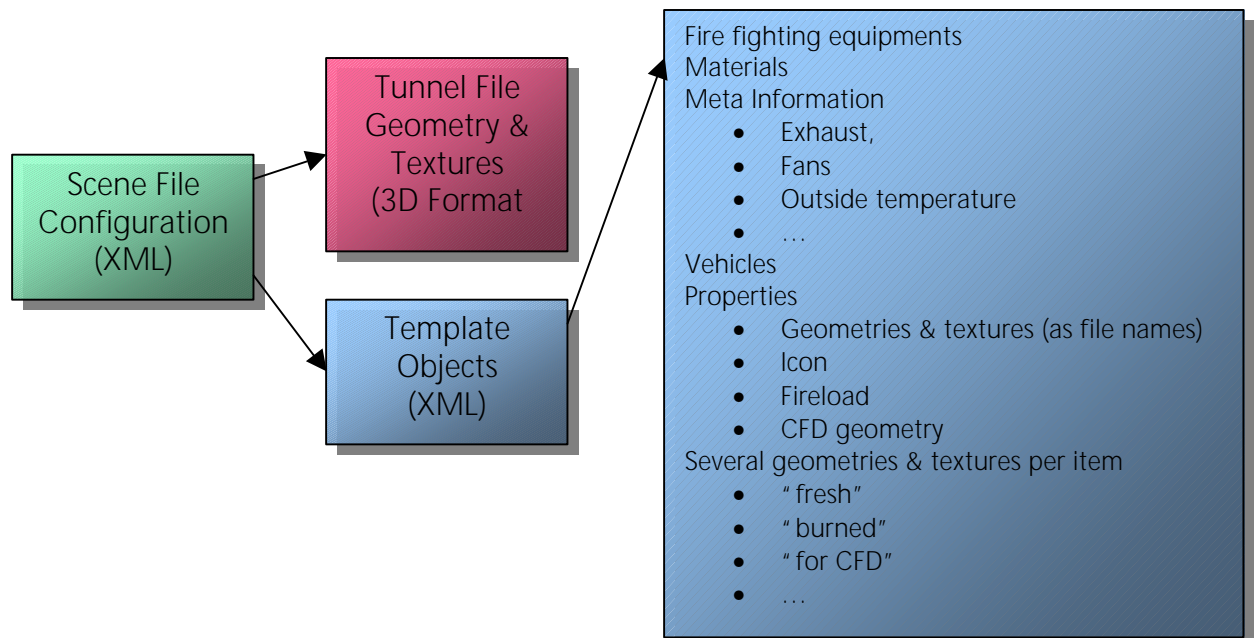 Scene File
Configuration
(XML)
Tunnel File
Geometry &
Textures
(3D Format
Template
Objects
(XML)
Fire fighting equipments
Materials
Meta Information
• Exhaust,
• Fans
• Outside temperature
• …
Vehicles
Properties
• Geometries & textures (as file names)
• Icon
• Fireload
• CFD geometry
Several geometries & textures per item
• “fresh”
• “burned”
• “for CFD”
• …